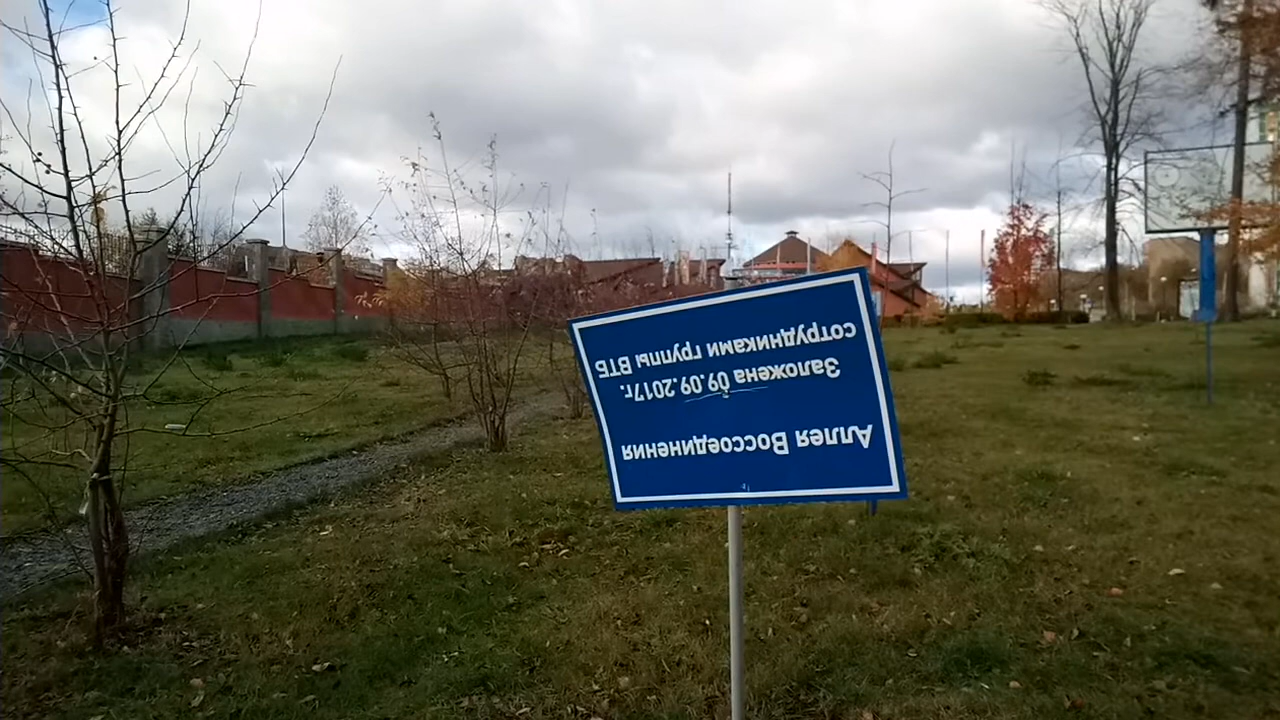 Аллея Воссоединения
Заложена 09.09.2017г.
сотрудниками группы ВТБ